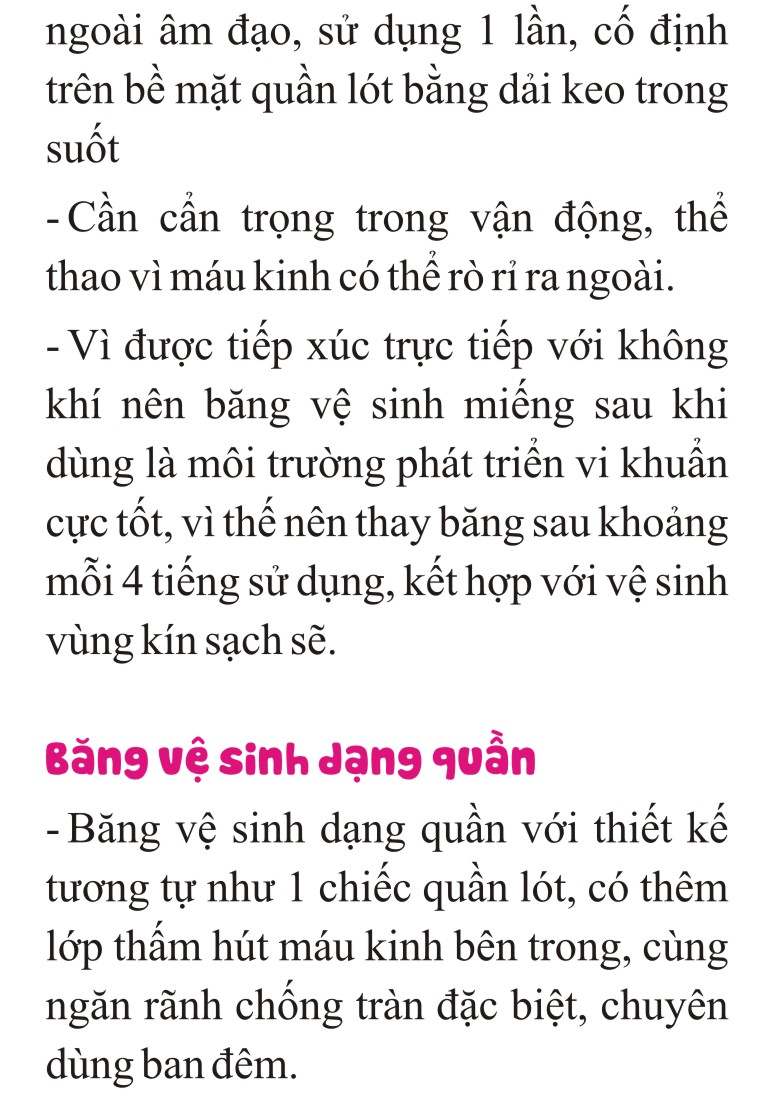 ngoài âm đạo, sử dụng 1 lần, cố định
trên bề mặt quần lót bằng dải keo trong
suốt
- Cần cẩn trọng trong vận động, thể
thao vì máu kinh có thể rò rỉ ra ngoài.
- Vì được tiếp xúc trực tiếp với không
khí nên băng vệ sinh miếng sau khi
dùng là môi trường phát triển vi khuẩn
cực tốt, vì thế nên thay băng sau khoảng
mỗi 4 tiếng sử dụng, kết hợp với vệ sinh
vùng kín sạch sẽ.
Băng vệ sinh dạng quần
- Băng vệ sinh dạng quần với thiết kế
tương tự như 1 chiếc quần lót, có thêm
lớp thấm hút máu kinh bên trong, cùng
ngăn rãnh chống tràn đặc biệt, chuyên
dùng ban đêm.